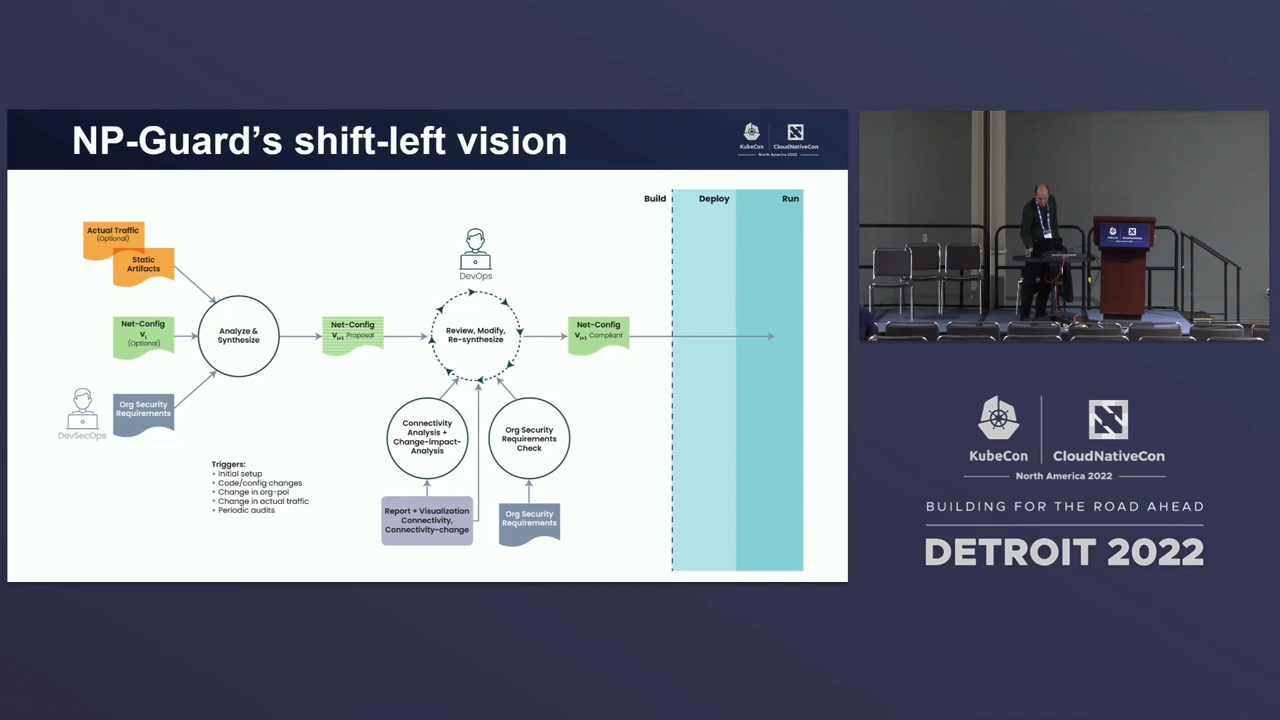 NP-Guard's shift-left vision
KubeCon
CloudNativeCon
North America 2022
Build
Deploy
Run
Actual Traffic
(Optional)
Static
Artifacts
DevOps
Net-Config
Vi
(Optional)
Analyze &
Synthesize
Net-Config
Vi+1 Proposal
Review, Modify,
Re-synthesize
Net-Config
Vi+1 Compliant
Org Security
Requirements
DevSecOps
Connectivity
Analysis +
Change-impact-
Analysis
Org Security
Requirements
Check
Triggers:
• Initial setup
• Code/config changes
• Change in org-pol
• Change in actual traffic
• Periodic audits
Report + Visualization
Connectivity,
Connectivity-change
Org Security
Requirements
KubeCon
CloudNativeCon
North America 2022
BUILDING FOR THE ROAD AHEAD
DETROIT 2022